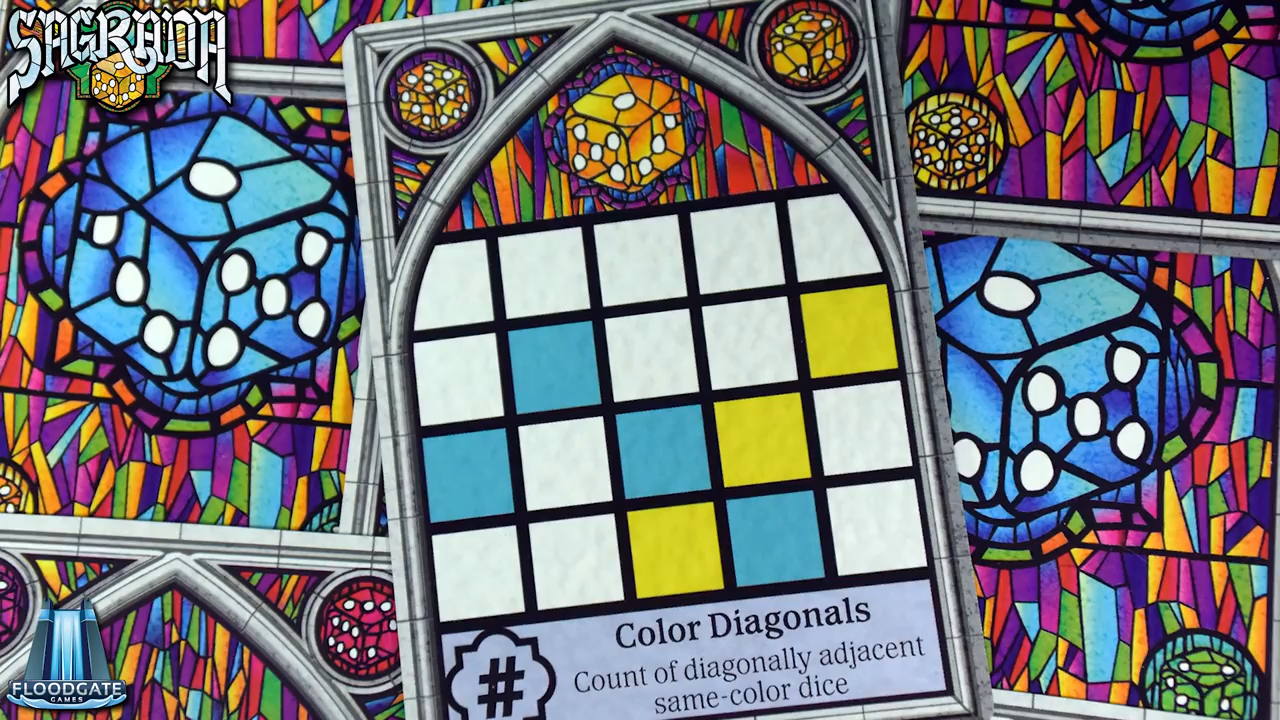 SAGRADA
Color Diagonals
#
Count of diagonally adjacent
same-color dice
FLOODGATE
GAMES